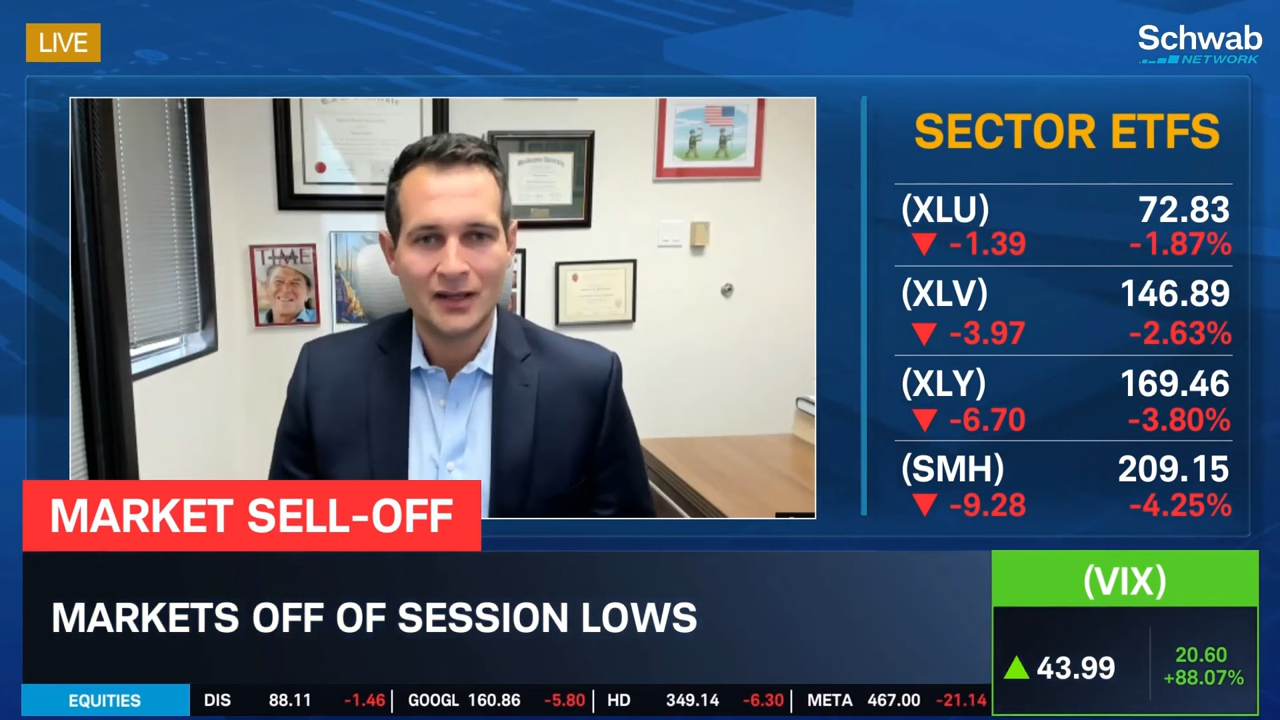 LIVE
Schwab
NETWORK
TIME
SECTOR ETFS
(XLU) 72.83
▼ -1.39 -1.87%
(XLV) 146.89
▼ -3.97 -2.63%
(XLY) 169.46
▼ -6.70 -3.80%
(SMH) 209.15
▼ -9.28 -4.25%
MARKET SELL-OFF
MARKETS OFF OF SESSION LOWS
(VIX)
▲ 43.99
20.60
+88.07%
EQUITIES DIS 88.11 -1.46 GOOGL 160.86 -5.80 HD 349.14 -6.30 META 467.00 -21.14